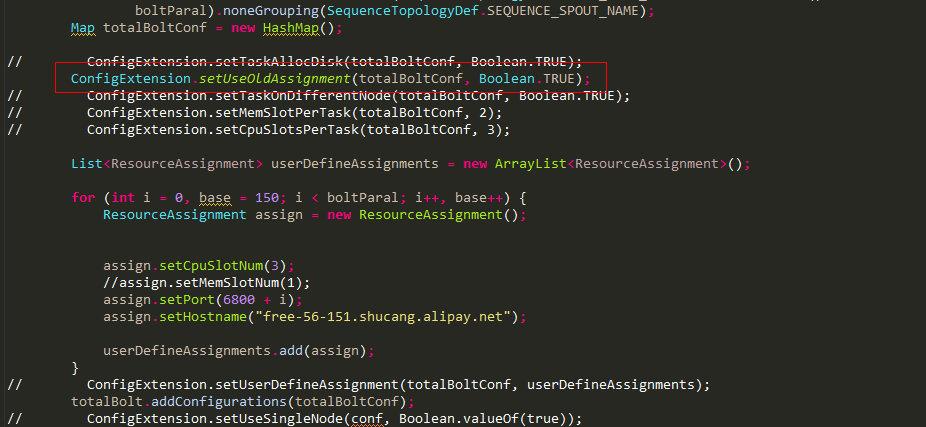 boltParal).noneGrouping(SequenceTopologyDef.SEQUENCE_SPOUT_NAME);
Map totalBoltConf = new HashMap();
// ConfigExtension.setTaskAllocDisk(totalBoltConf, Boolean.TRUE);
ConfigExtension.setUseOldAssignment(totalBoltConf, Boolean.TRUE);
// ConfigExtension.setTaskOnDifferentNode(totalBoltConf, Boolean.TRUE);
// ConfigExtension.setMemSlotPerTask(totalBoltConf, 2);
// ConfigExtension.setCpuSlotsPerTask(totalBoltConf, 3);
List<ResourceAssignment> userDefineAssignments = new ArrayList<ResourceAssignment>();
for (int i = 0, base = 150; i < boltParal; i++, base++) {
ResourceAssignment assign = new ResourceAssignment();
assign.setCpuSlotNum(3);
//assign.setMemSlotNum(1);
assign.setPort(6800 + i);
assign.setHostname("free-56-151.shucang.alipay.net");
userDefineAssignments.add(assign);
}
// ConfigExtension.setUserDefineAssignment(totalBoltConf, userDefineAssignments);
totalBolt.addConfigurations(totalBoltConf);
// ConfigExtension.setUseSingleNode(conf, Boolean.valueOf(true));